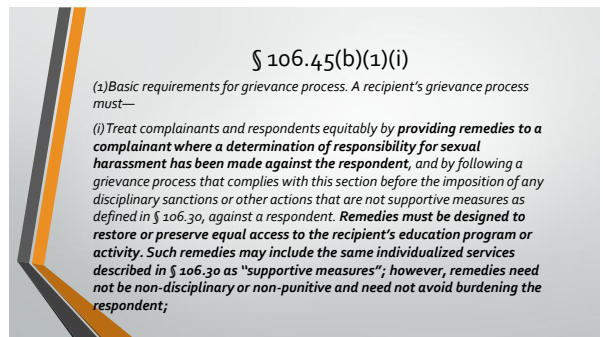 § 106.45(b)(1)(i)
(1)Basic requirements for grievance process. A recipient's grievance process
must—
(i)Treat complainants and respondents equitably by providing remedies to a
complainant where a determination of responsibility for sexual
harassment has been made against the respondent, and by following a
grievance process that complies with this section before the imposition of any
disciplinary sanctions or other actions that are not supportive measures as
defined in § 106.30, against a respondent. Remedies must be designed to
restore or preserve equal access to the recipient's education program or
activity. Such remedies may include the same individualized services
described in § 106.30 as “supportive measures”; however, remedies need
not be non-disciplinary or non-punitive and need not avoid burdening the
respondent;